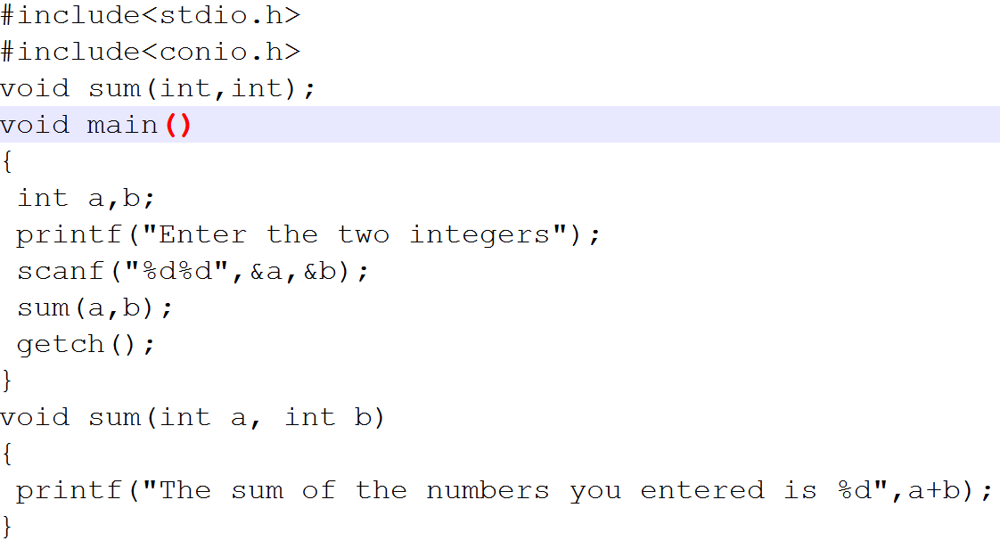 #include<stdio.h>
#include<conio.h>
void sum(int,int);
void main()
{
 int a,b;
 printf("Enter the two integers");
 scanf("%d%d",&a,&b);
 sum(a,b);
 getch();
}
void sum(int a, int b)
{
 printf("The sum of the numbers you entered is %d",a+b);
}